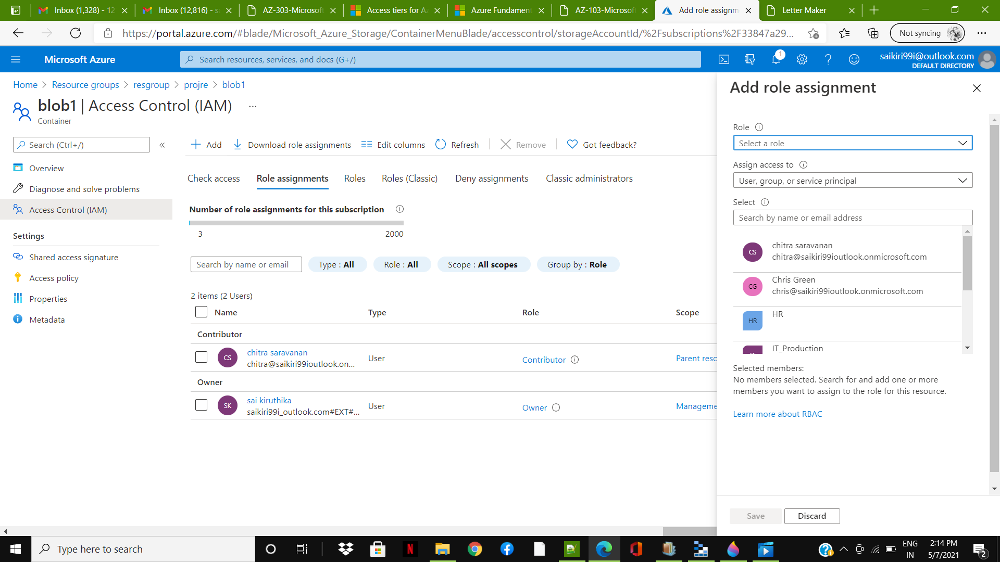 Inbox (1,328) - 12
Inbox (12,816) - s
AZ-303-Microsoft
Access tiers for Az
Azure Fundament
AZ-103-Microsoft
Add role assignm
Letter Maker
https://portal.azure.com/#blade/Microsoft_Azure_Storage/ContainerMenuBlade/accesscontrol/storageAccountId/%2Fsubscriptions%2F33847a29...
Not syncing
Microsoft Azure
Search resources, services, and docs (G+/)
1
saikiri99i@outlook.com
DEFAULT DIRECTORY
Home > Resource groups > resgroup > projre > blob1
blob1 | Access Control (IAM) ...
Container
Search (Ctrl+/)
«
Overview
Diagnose and solve problems
Access Control (IAM)
Settings
Shared access signature
Access policy
Properties
Metadata
Add
Download role assignments
Edit columns
Refresh
Remove
Got feedback?
Check access
Role assignments
Roles
Roles (Classic)
Deny assignments
Classic administrators
Number of role assignments for this subscription
3
2000
Search by name or email
Type : All
Role : All
Scope : All scopes
Group by : Role
2 items (2 Users)
Name
Type
Role
Scope
Contributor
CS
chitra saravanan
chitra@saikiri99ioutlook.on...
User
Contributor
Parent reso
Owner
SK
sai kiruthika
saikiri99i_outlook.com#EXT#...
User
Owner
Manageme
Add role assignment
Role
Select a role
Assign access to
User, group, or service principal
Select
Search by name or email address
CS
chitra saravanan
chitra@saikiri99ioutlook.onmicrosoft.com
CG
Chris Green
chris@saikiri99ioutlook.onmicrosoft.com
HR
HR
IT_Production
Selected members:
No members selected. Search for and add one or more
members you want to assign to the role for this resource.
Learn more about RBAC
Save
Discard
Type here to search
ENG
IN
2:14 PM
5/7/2021
2